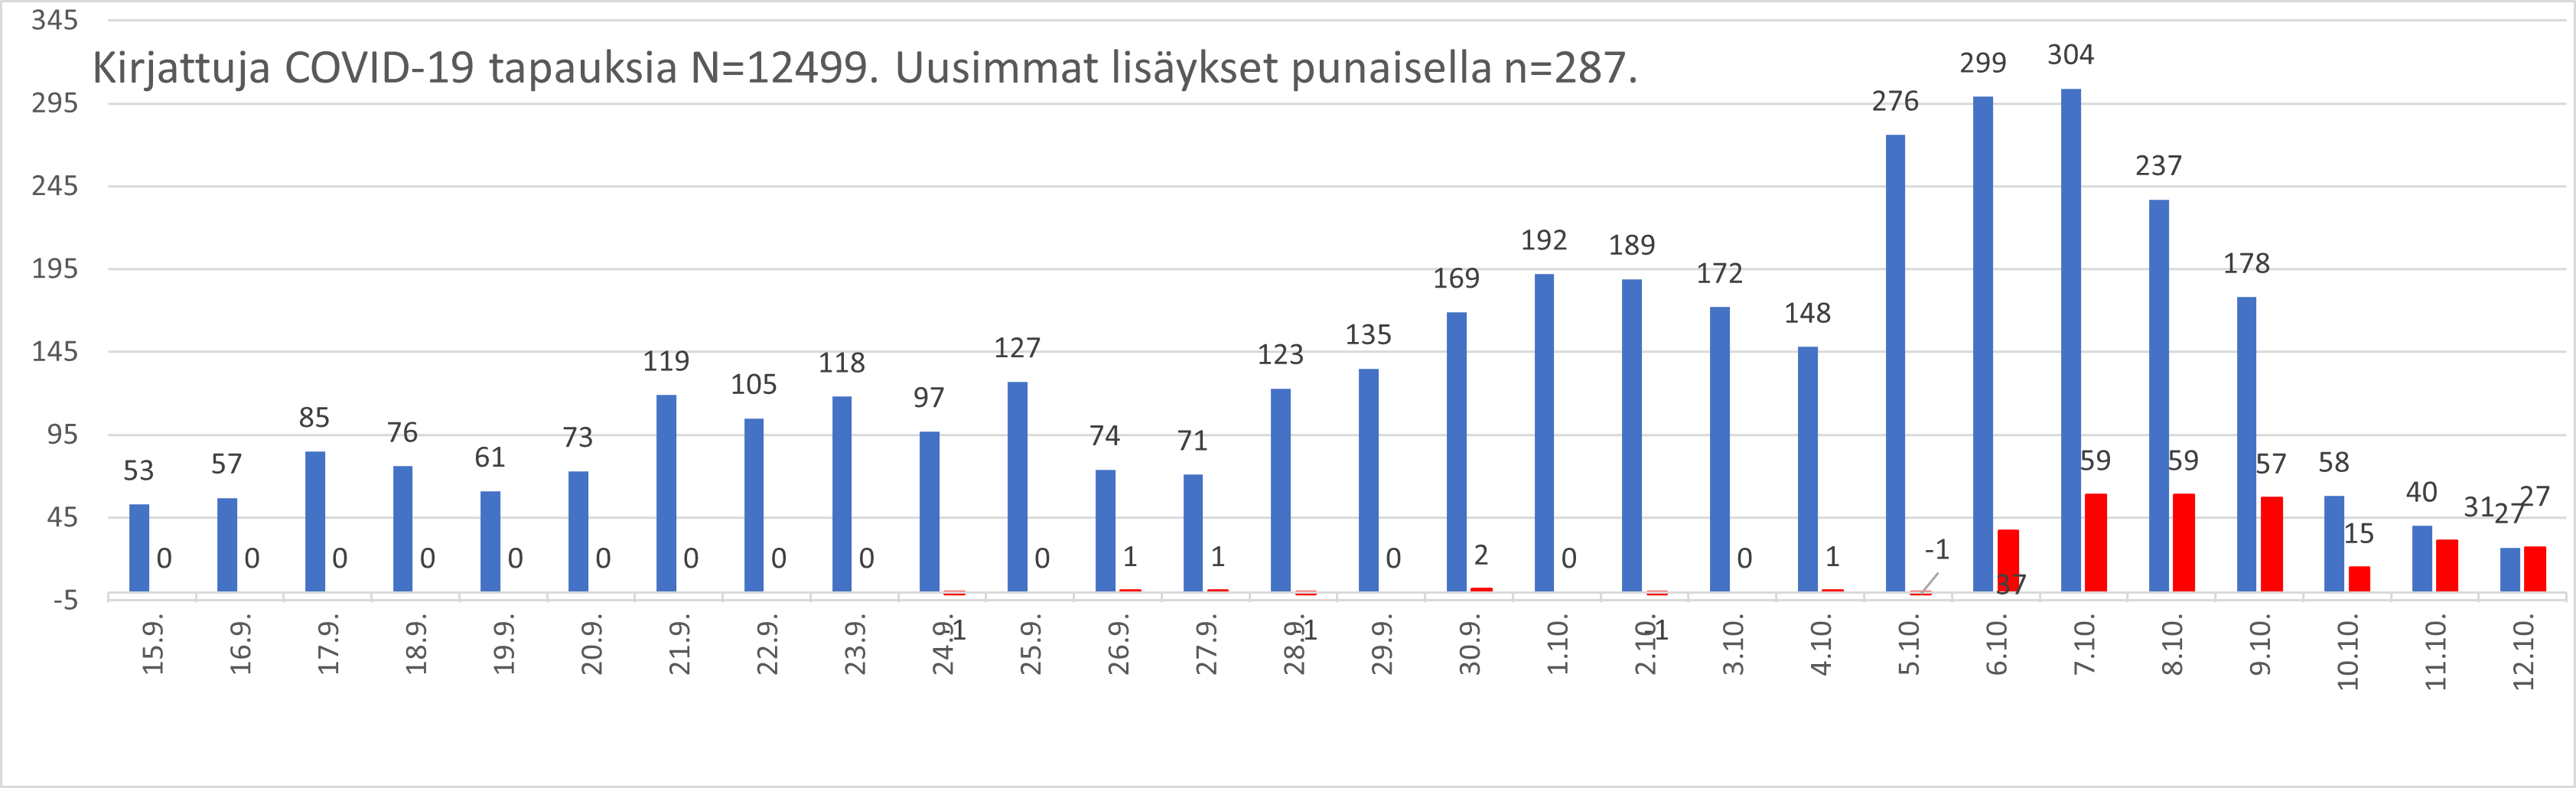 Kirjattuja COVID-19 tapauksia N=12499. Uusimmat lisäykset punaisella n=287.
345
295
245
195
145
95
45
-5
53 57 85 76 61 73 119 105 118 97 127 74 71 123 135 169 192 189 172 148 276 299 304 237 178 58 40 27
0 0 0 0 0 0 0 0 0 -1 0 1 1 -1 0 2 0 -1 0 1 -1 37 59 59 57 15 31 27
15.9. 16.9. 17.9. 18.9. 19.9. 20.9. 21.9. 22.9. 23.9. 24.9. 25.9. 26.9. 27.9. 28.9. 29.9. 30.9. 1.10. 2.10. 3.10. 4.10. 5.10. 6.10. 7.10. 8.10. 9.10. 10.10. 11.10. 12.10.